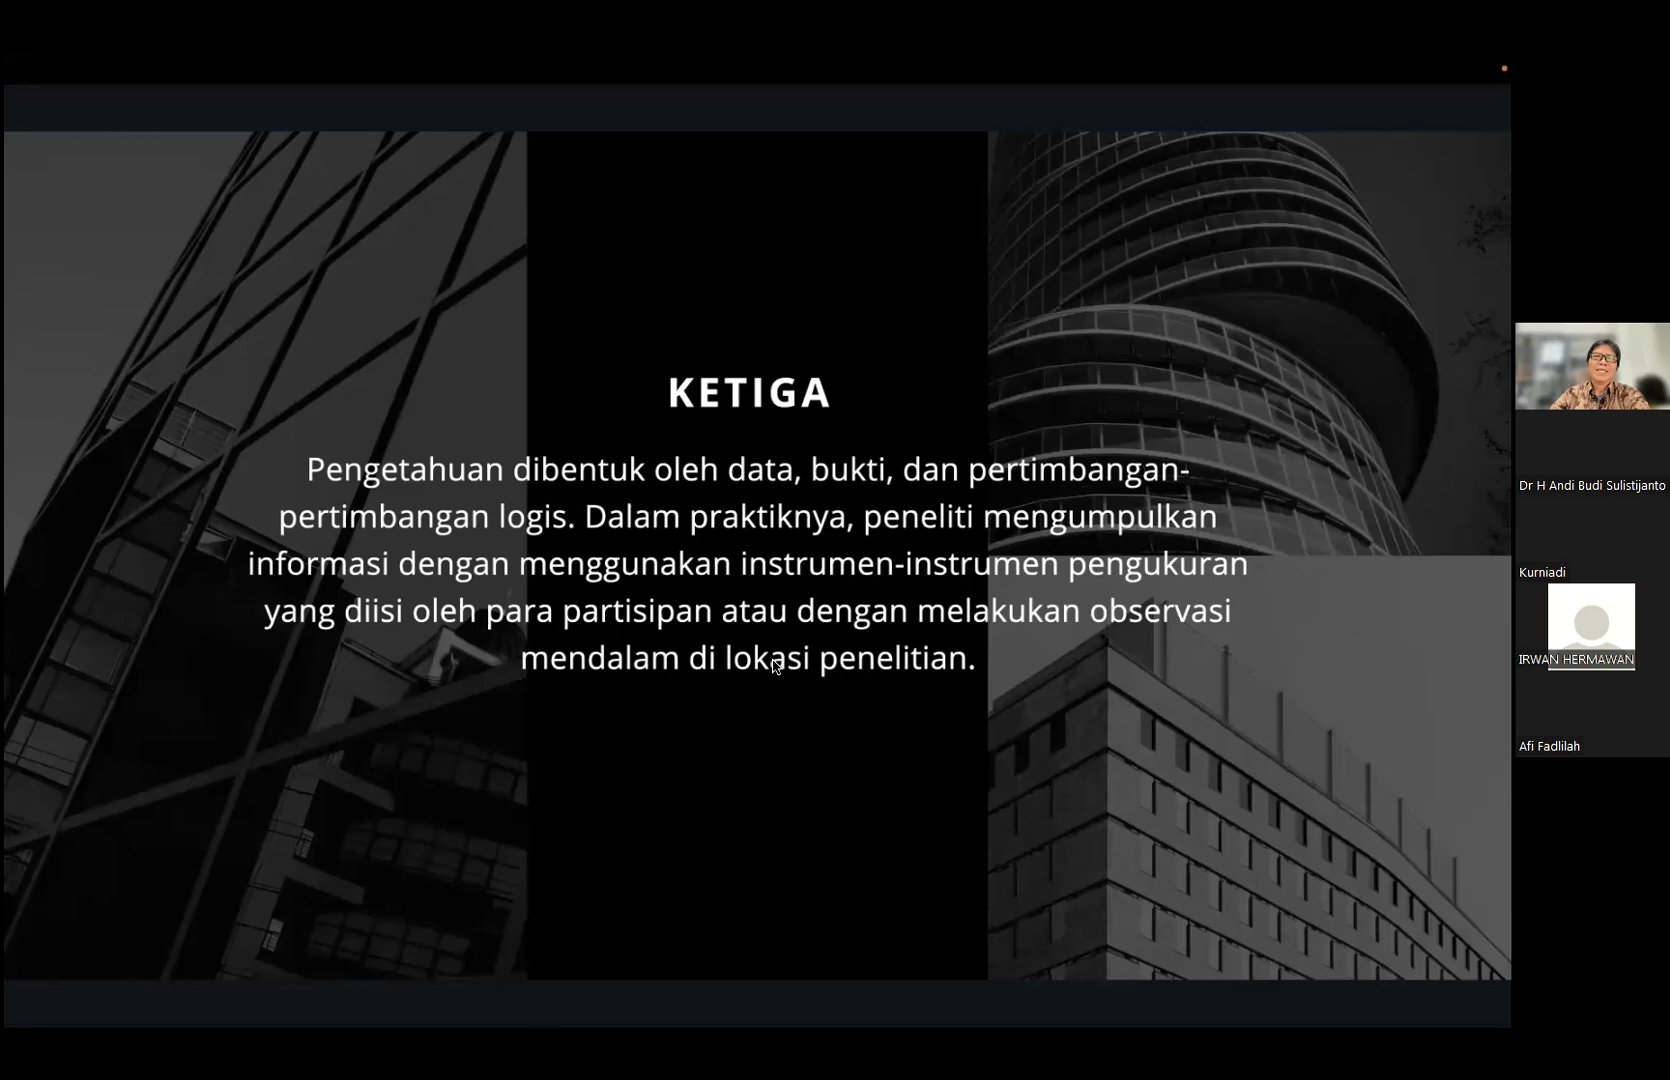 KETIGA
Pengetahuan dibentuk oleh data, bukti, dan pertimbangan-
pertimbangan logis. Dalam praktiknya, peneliti mengumpulkan
informasi dengan menggunakan instrumen-instrumen pengukuran
yang diisi oleh para partisipan atau dengan melakukan observasi
mendalam di lokasi penelitian.
Dr H Andi Budi Sulistijanto
Kurniadi
IRWAN HERMAWAN
Afi Fadlilah